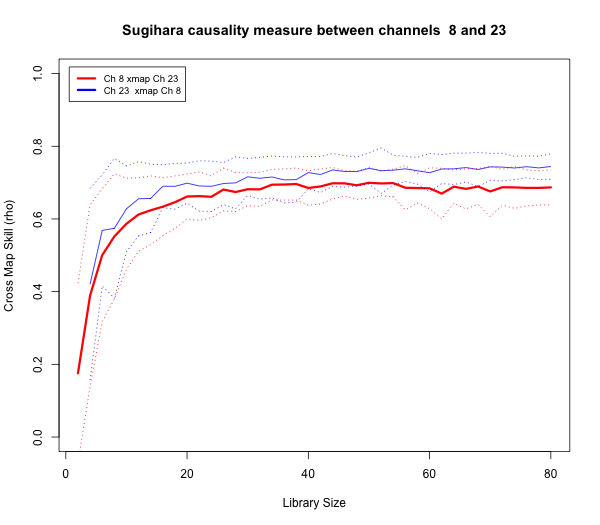 Sugihara causality measure between channels  8 and 23
Ch 8 xmap Ch 23
Ch 23  xmap Ch 8
Cross Map Skill (rho)
1.0
0.8
0.6
0.4
0.2
0.0
0 20 40 60 80
Library Size